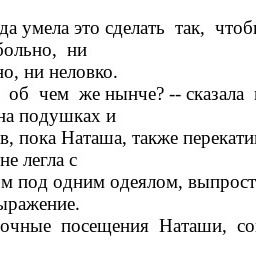 да умела это сделать так, чтобы
больно, ни
но, ни неловко.
об чем же нынче? -- сказала
на подушках и
в, пока Наташа, также перекати
не легла с
м под одним одеялом, выпрост
ыражение.
очные посещения Наташи, со